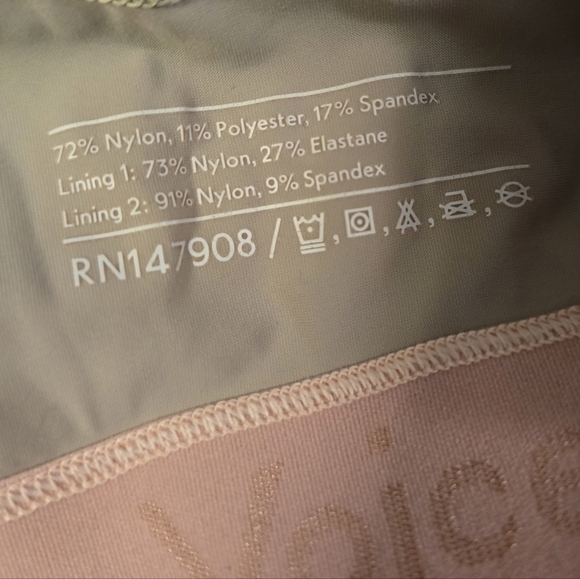 72% Nylon, 11% Polyester, 17% Spandex
Lining 1: 73% Nylon, 27% Elastane
Lining 2: 91% Nylon, 9% Spandex
RN147908 / , , , ,
Voice